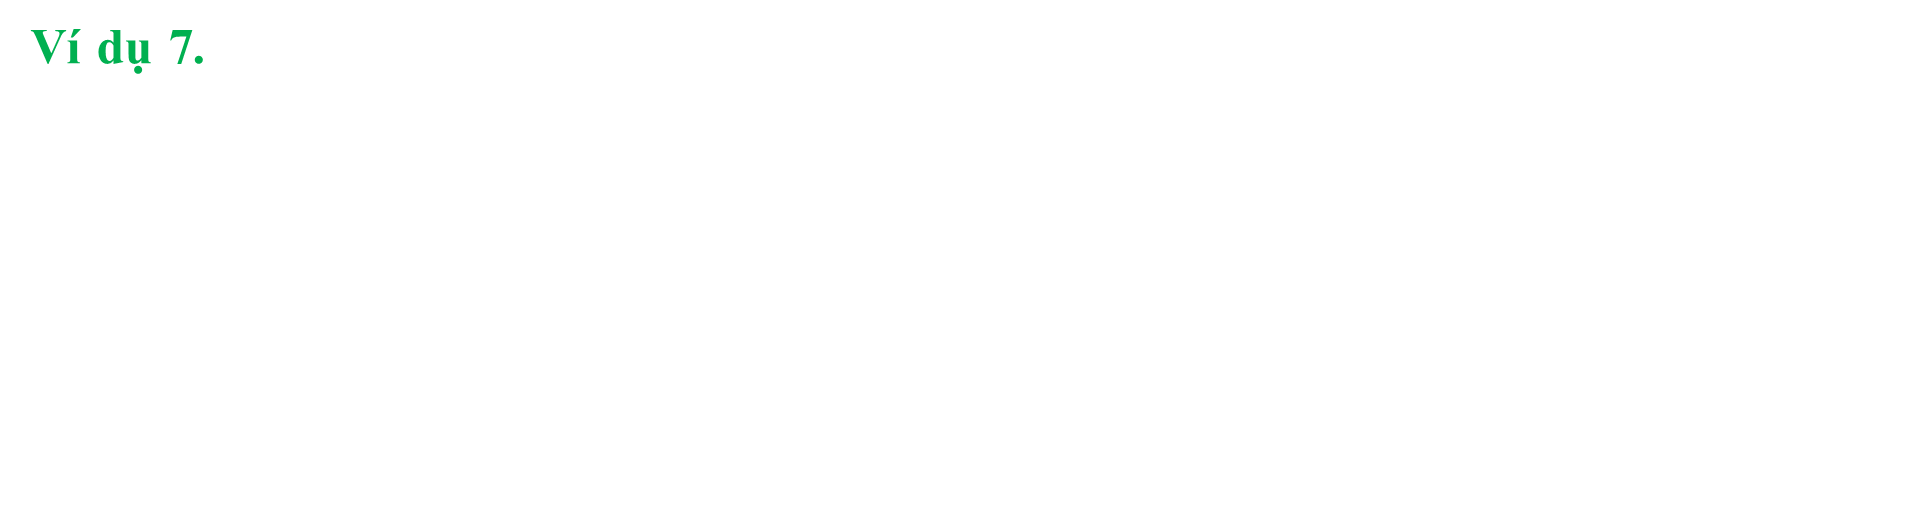 Ví dụ 7.